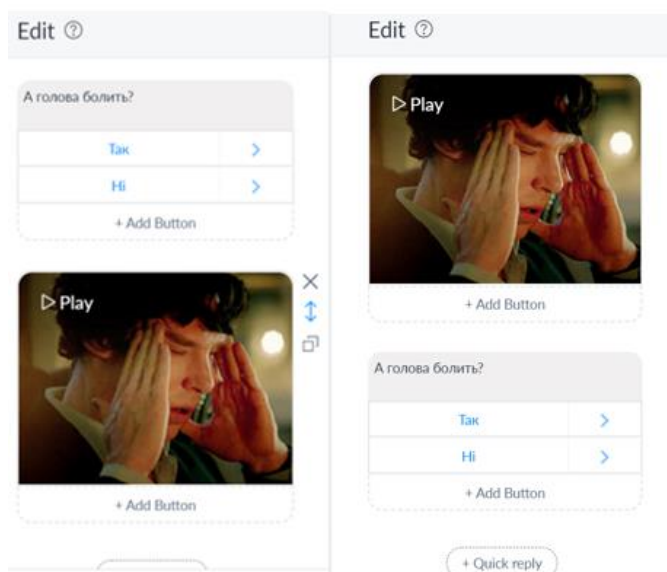 Edit ?
А голова болить?
Так
Ні
+ Add Button
Play
+ Add Button
Edit ?
Play
+ Add Button
А голова болить?
Так
Ні
+ Add Button
+ Quick reply